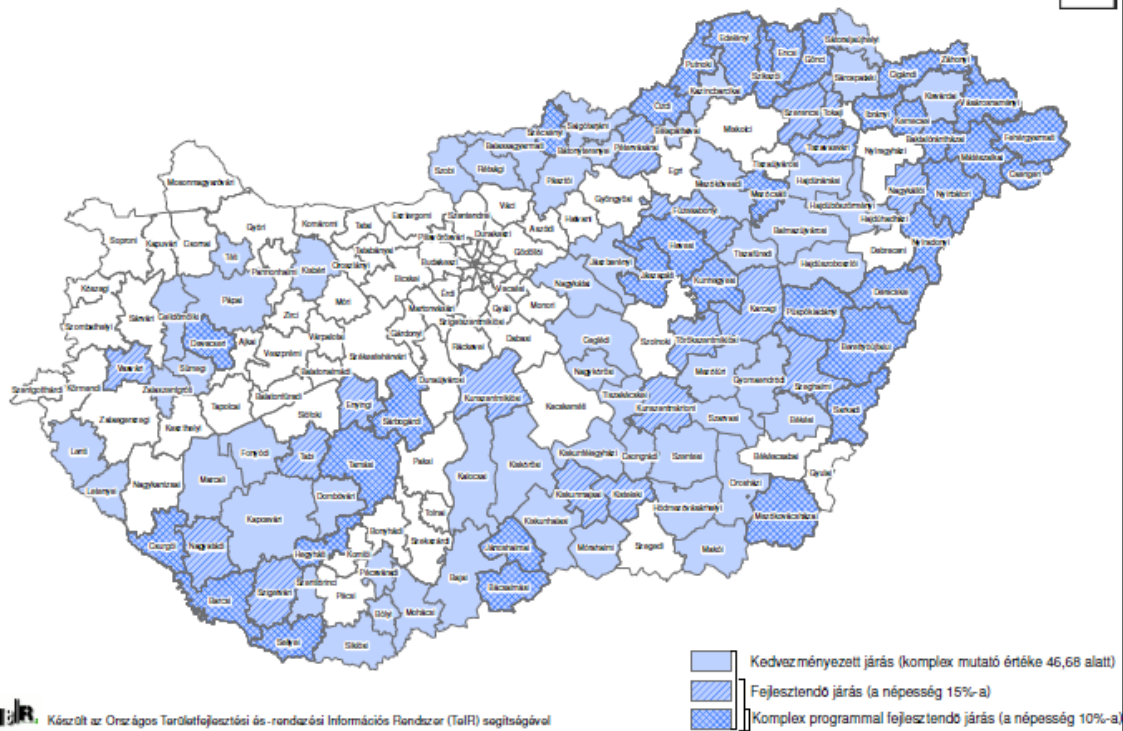 Sátoraljaújhelyi
Edelényi
Encsi
Gönci
Putnoki
Szikszói
Sárospataki
Cigándi
Záhonyi
Kazincbarcikai
Kisvárdai
Vásárosnaményi
Ózdi
Szerencsi
Tokaji
Ibrányi
Kemecsei
Szécsényi
Salgótarjáni
Bélapátfalvai
Miskolci
Baktalórántházai
Fehérgyarmati
Balassagyarmati
Bátonyterenyei
Pétervásárai
Tiszavasvári
Nyíregyházi
Mátészalkai
Szobi
Rétsági
Pásztói
Egri
Tiszaújvárosi
Csengeri
Mosonmagyaróvári
Mezőkövesdi
Mezőcsáti
Hajdúnánási
Nagykállói
Nyírbátori
Váci
Gyöngyösi
Hajdúböszörményi
Esztergomi
Szentendrei
Hatvani
Füzesabonyi
Hajdúhadházi
Győri
Komáromi
Tatai
Aszódi
Balmazújvárosi
Soproni
Kapuvári
Csornai
Pilisvörösvári
Dunakeszi
Hevesi
Nyíradonyi
Téti
Pannonhalmi
Kisbéri
Oroszlányi
Tatabányai
Gödöllői
Jászberényi
Tiszafüredi
Debreceni
Budakeszi
Hajdúszoboszlói
Bicskei
Vecsési
Nagykátai
Jászapáti
Kunhegyesi
Derecskei
Kőszegi
Pápai
Érdi
Móri
Martonvásári
Gyáli
Monori
Karcagi
Püspökladányi
Celldömölki
Sárvári
Zirci
Szigetszentmiklósi
Szombathelyi
Devecseri
Ajkai
Várpalotai
Gárdonyi
Dabasi
Ceglédi
Szolnoki
Törökszentmiklósi
Berettyóújfalui
Veszprémi
Székesfehérvári
Ráckevei
Vasvári
Sümegi
Balatonalmádi
Nagykőrösi
Mezőtúri
Gyomaendrődi
Szeghalmi
Szentgotthárdi
Körmendi
Zalaszentgróti
Dunaújvárosi
Tapolcai
Balatonfüredi
Enyingi
Kunszentmiklósi
Tiszakécskei
Zalaegerszegi
Siófoki
Sárbogárdi
Kecskeméti
Kunszentmártoni
Szarvasi
Békési
Sarkadi
Keszthelyi
Lenti
Fonyódi
Tabi
Tamási
Paksi
Kiskunfélegyházi
Csongrádi
Szentesi
Békéscsabai
Gyulai
Letenyei
Nagykanizsai
Marcali
Kalocsai
Kiskőrösi
Dombóvári
Kiskunmajsai
Kisteleki
Orosházi
Kaposvári
Tolnai
Hódmezővásárhelyi
Mezőkovácsházai
Csurgói
Nagyatádi
Bonyhádi
Szekszárdi
Kiskunhalasi
Hegyháti
Komlói
Jánoshalmai
Mórahalmi
Szegedi
Makói
Pécsváradi
Barcsi
Szigetvári
Szentlőrinci
Pécsi
Bajai
Bácsalmási
Bólyi
Mohácsi
Sellyei
Siklósi
Kedvezményezett járás (komplex mutató értéke 46,68 alatt)
Fejlesztendő járás (a népesség 15%-a)
Komplex programmal fejlesztendő járás (a népesség 10%-a)
Készült az Országos Területfejlesztési és -rendezési Információs Rendszer (TeIR) segítségével